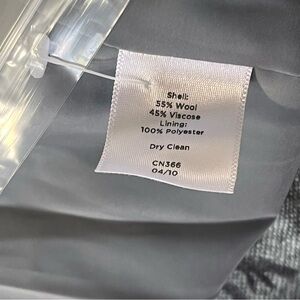 Shell:
55% Wool
45% Viscose
Lining:
100% Polyester
Dry Clean
CN366
04/10